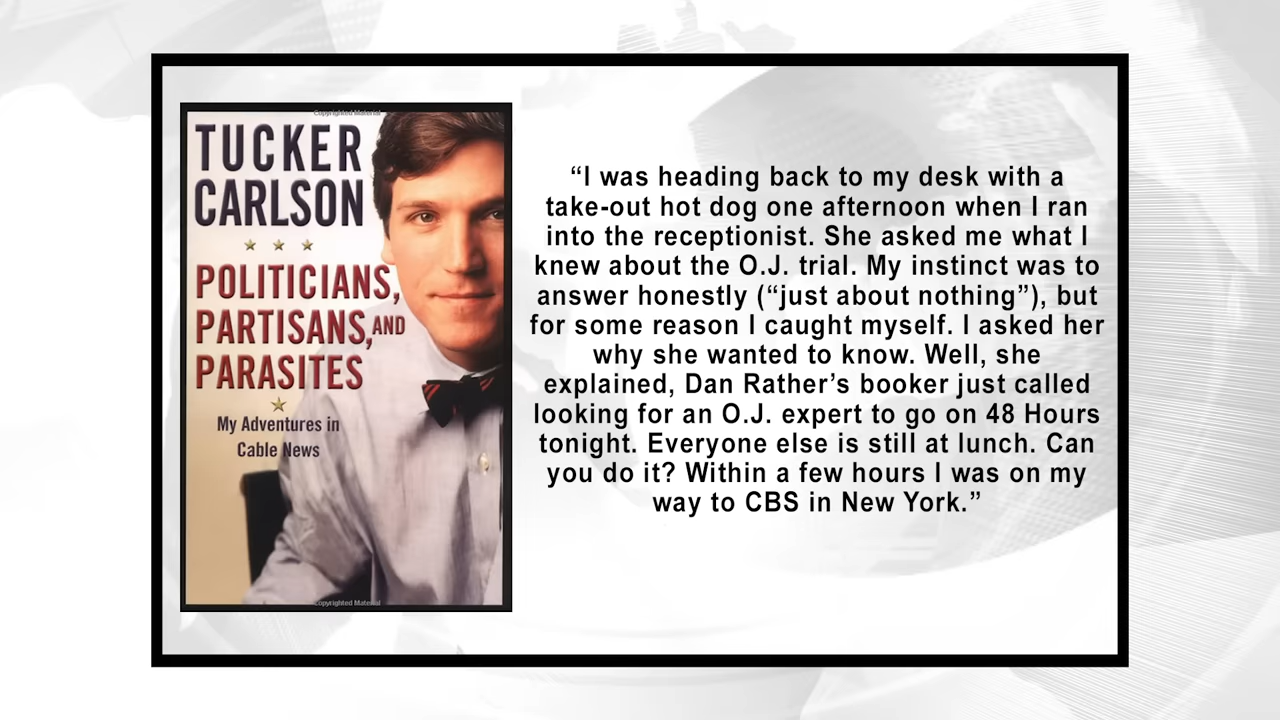 Copyrighted Material
TUCKER
CARLSON
POLITICIANS,
PARTISANS, AND
PARASITES
My Adventures in
Cable News
Copyrighted Material
“I was heading back to my desk with a
take-out hot dog one afternoon when I ran
into the receptionist. She asked me what I
knew about the O.J. trial. My instinct was to
answer honestly (“just about nothing”), but
for some reason I caught myself. I asked her
why she wanted to know. Well, she
explained, Dan Rather’s booker just called
looking for an O.J. expert to go on 48 Hours
tonight. Everyone else is still at lunch. Can
you do it? Within a few hours I was on my
way to CBS in New York.”